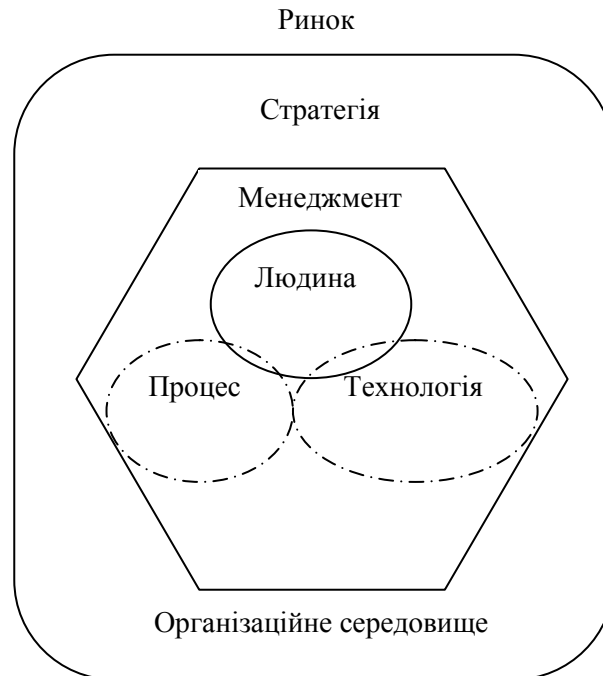 Ринок
Стратегія
Менеджмент
Людина
Процес
Технологія
Організаційне середовище